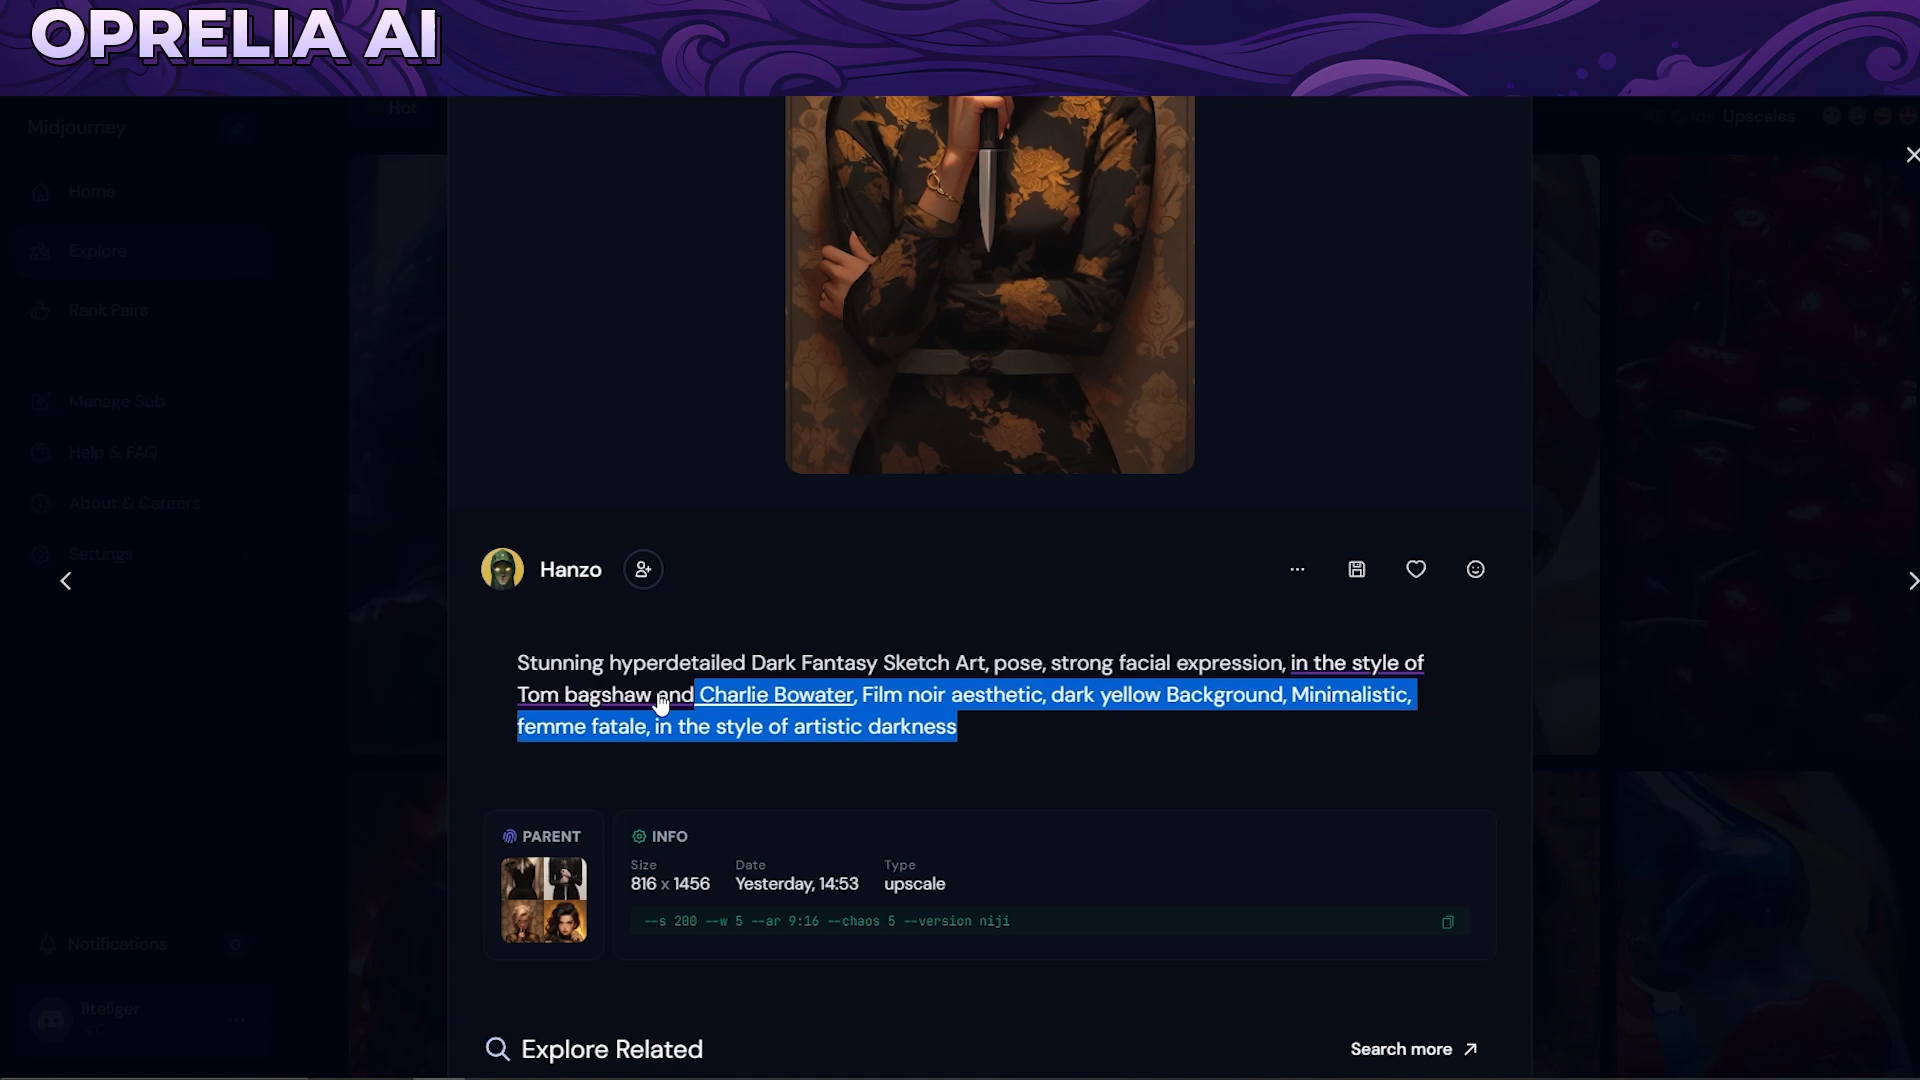 OPRELIA AI
Hot
Midjourney
All Grids Upscales
Home
Explore
Rank Pairs
Manage Sub
Help & FAQ
About & Careers
Settings
Hanzo
Stunning hyperdetailed Dark Fantasy Sketch Art, pose, strong facial expression, in the style of
Tom bagshaw and Charlie Bowater, Film noir aesthetic, dark yellow Background, Minimalistic,
femme fatale, in the style of artistic darkness
PARENT
INFO
Size
Date
Type
816 x 1456
Yesterday, 14:53
upscale
--s 200 --w 5 --ar 9:16 --chaos 5 --version niji
Notifications
0
liteliger
Explore Related
Search more